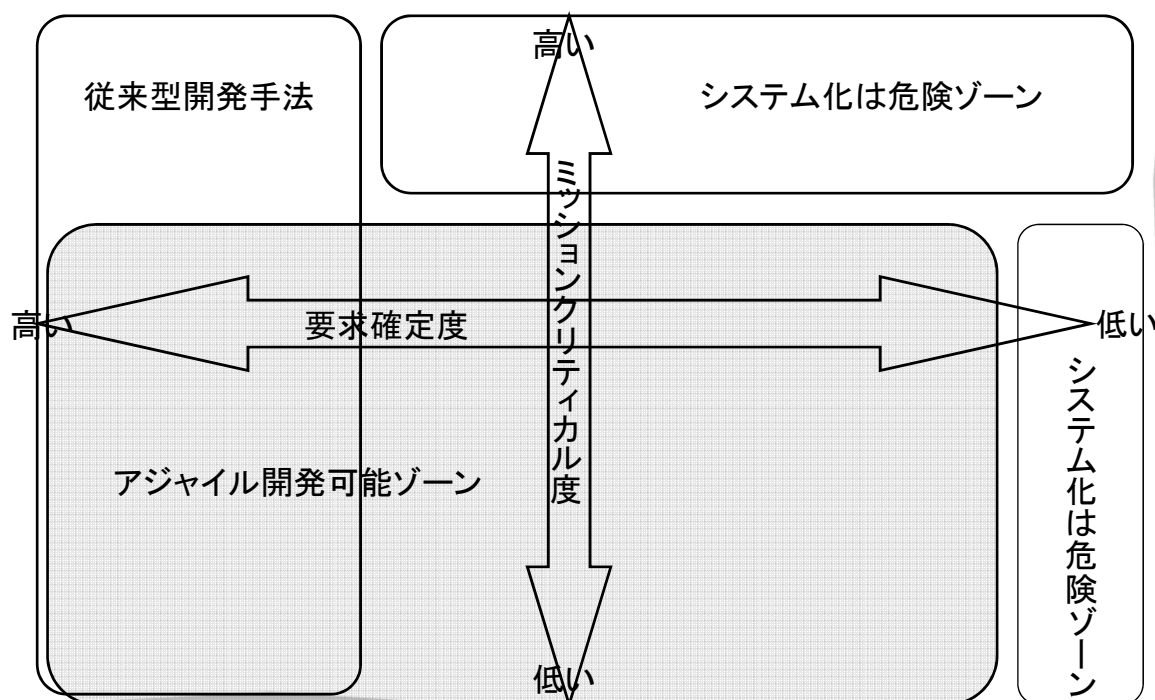 高い
従来型開発手法
システム化は危険ゾーン
ミッションクリティカル度
高い
要求確定度
低い
システム化は危険ゾーン
アジャイル開発可能ゾーン
低い